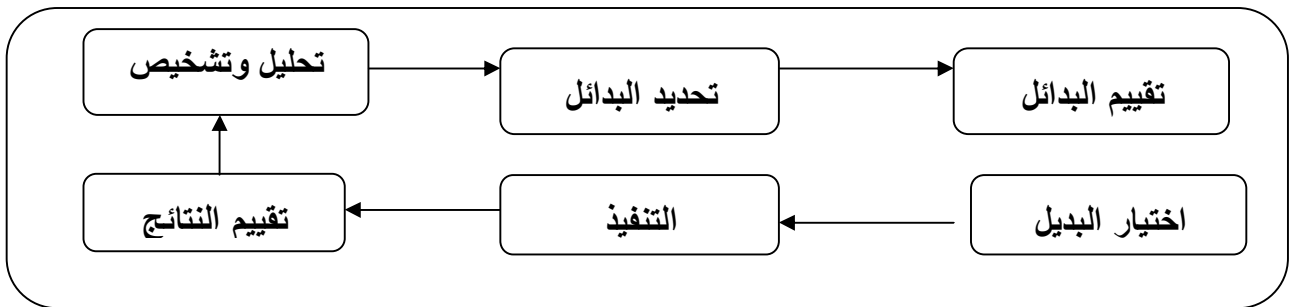 تحليل وتشخيص
تحديد البدائل
تقييم البدائل
اختيار البديل
التنفيذ
تقييم النتائج